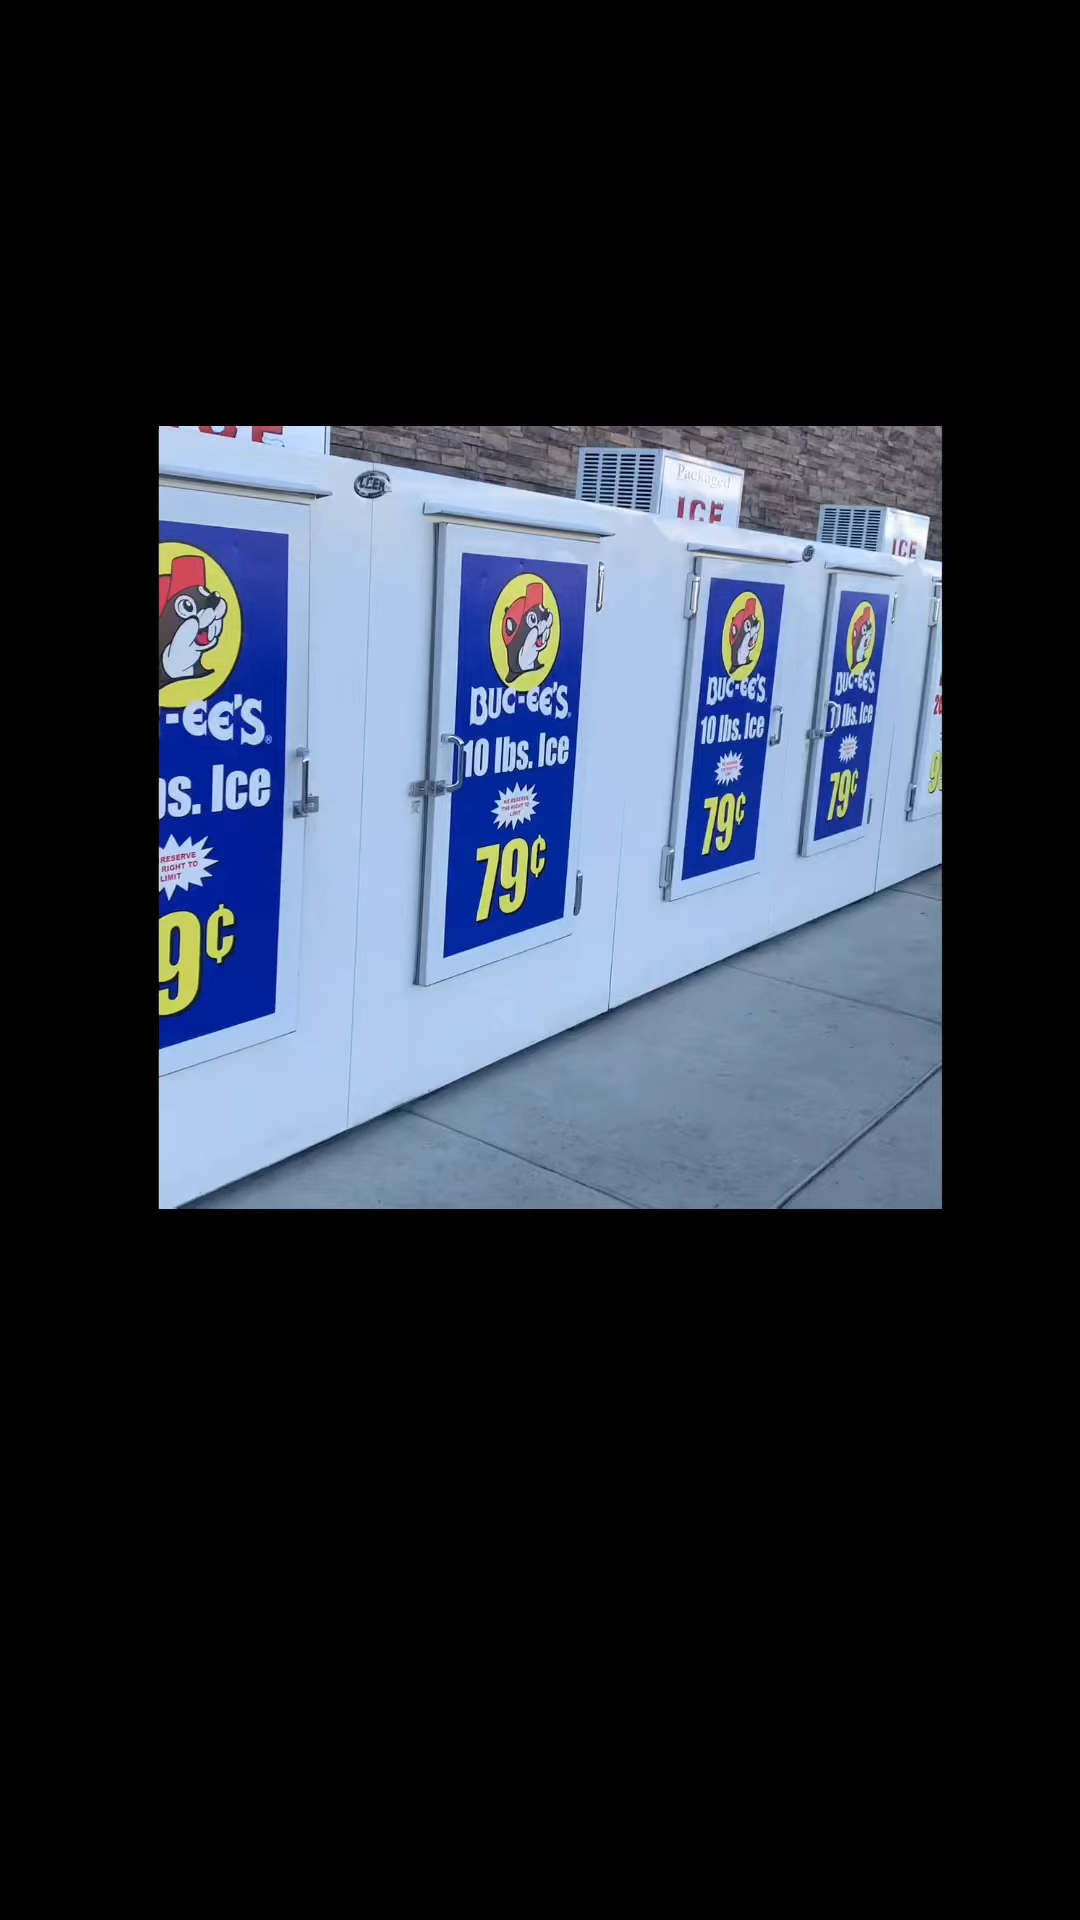 -EE'S
s. Ice
RESERVE
RIGHT TO
LIMIT
9¢
LEER
BUC-EE'S
10 lbs. Ice
WE RESERVE
THE RIGHT TO
LIMIT
79¢
Packaged
ICE
BUC-EE'S
10 lbs. Ice
79¢
ICE
BUC-EE'S
10 lbs. Ice
79¢